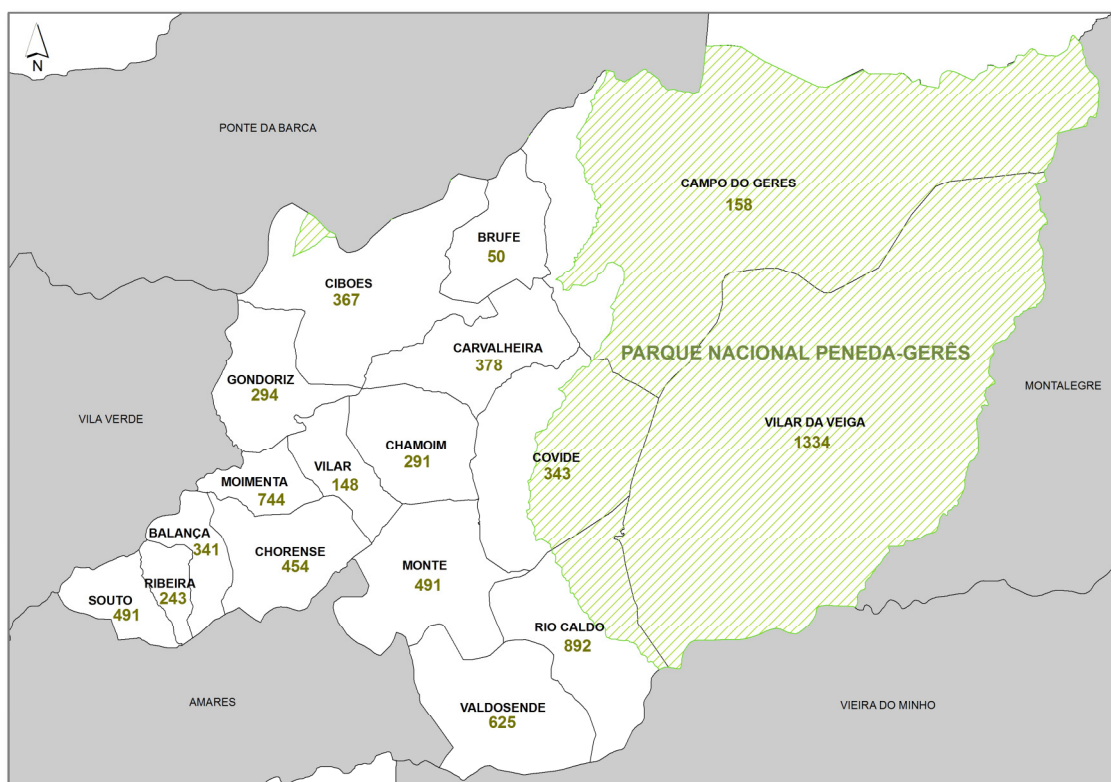 N
PONTE DA BARCA
CAMPO DO GERES
158
BRUFE
50
CIBOES
367
CARVALHEIRA
378
PARQUE NACIONAL PENEDA-GERÊS
GONDORIZ
294
MONTALEGRE
VILA VERDE
VILAR DA VEIGA
1334
CHAMOIM
291
COVIDE
343
VILAR
148
MOIMENTA
744
BALANÇA
341
CHORENSE
454
MONTE
491
RIBEIRA
243
SOUTO
491
RIO CALDO
892
AMARES
VALDOSENDE
625
VIEIRA DO MINHO